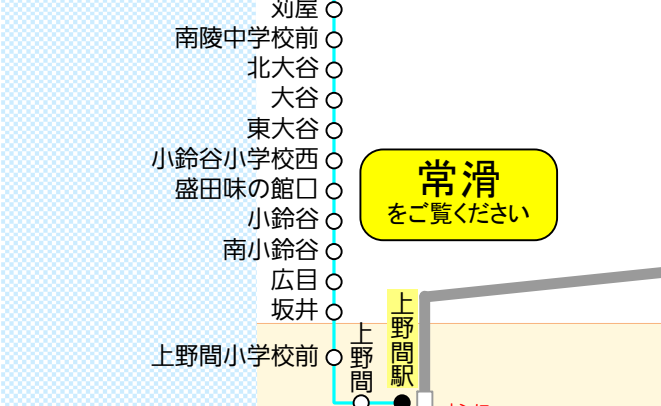 刈屋
南陵中学校前
北大谷
大谷
東大谷
小鈴谷小学校西
盛田味の館口
小鈴谷
南小鈴谷
広目
坂井
上野間小学校前
常滑
をご覧ください
上野間
上野間駅